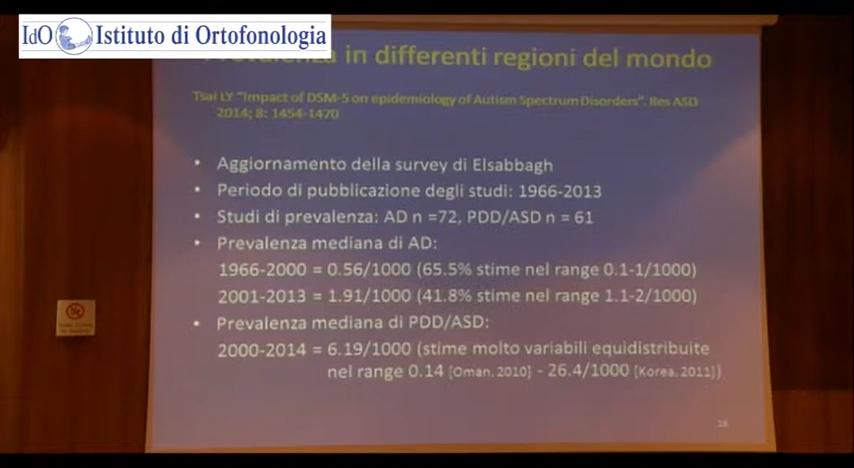 IdO Istituto di Ortofonologia
in differenti regioni del mondo
Tsai LY "Impact of DSM-5 on epidemiology of Autism Spectrum Disorders". Res ASD
2014; 8: 1454-1470
• Aggiornamento della survey di Elsabbagh
• Periodo di pubblicazione degli studi: 1966-2013
• Studi di prevalenza: AD n =72, PDD/ASD n = 61
• Prevalenza mediana di AD:
1966-2000 = 0.56/1000 (65.5% stime nel range 0.1-1/1000)
2001-2013 = 1.91/1000 (41.8% stime nel range 1.1-2/1000)
• Prevalenza mediana di PDD/ASD:
2000-2014 = 6.19/1000 (stime molto variabili equidistribuite
nel range 0.14 [Oman, 2010] - 26.4/1000 [Korea, 2011])